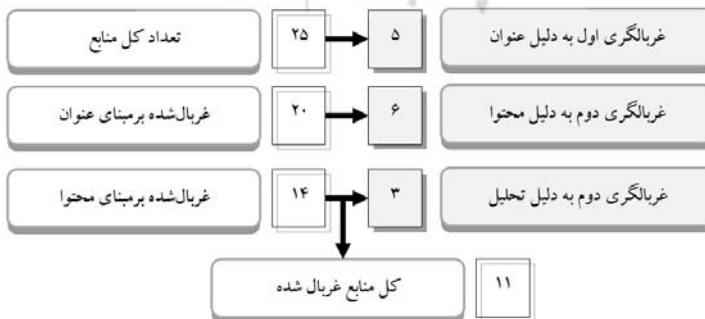 غربالگری اول به دلیل عنوان ۵ ۲۵ تعداد کل منابع
غربالگری دوم به دلیل محتوا ۶ ۲۰ غربال‌شده برمبنای عنوان
غربالگری دوم به دلیل تحلیل ۳ ۱۴ غربال‌شده برمبنای محتوا
۱۱ کل منابع غربال شده